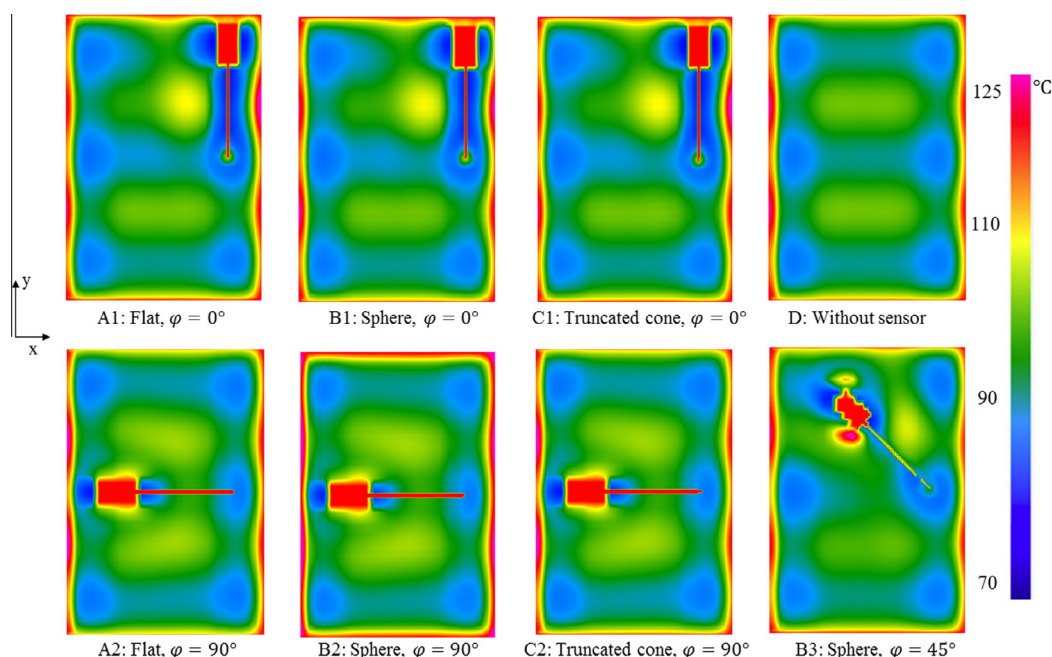 A1: Flat, φ = 0°
B1: Sphere, φ = 0°
C1: Truncated cone, φ = 0°
D: Without sensor
y
x
A2: Flat, φ = 90°
B2: Sphere, φ = 90°
C2: Truncated cone, φ = 90°
B3: Sphere, φ = 45°
°C
125
110
90
70